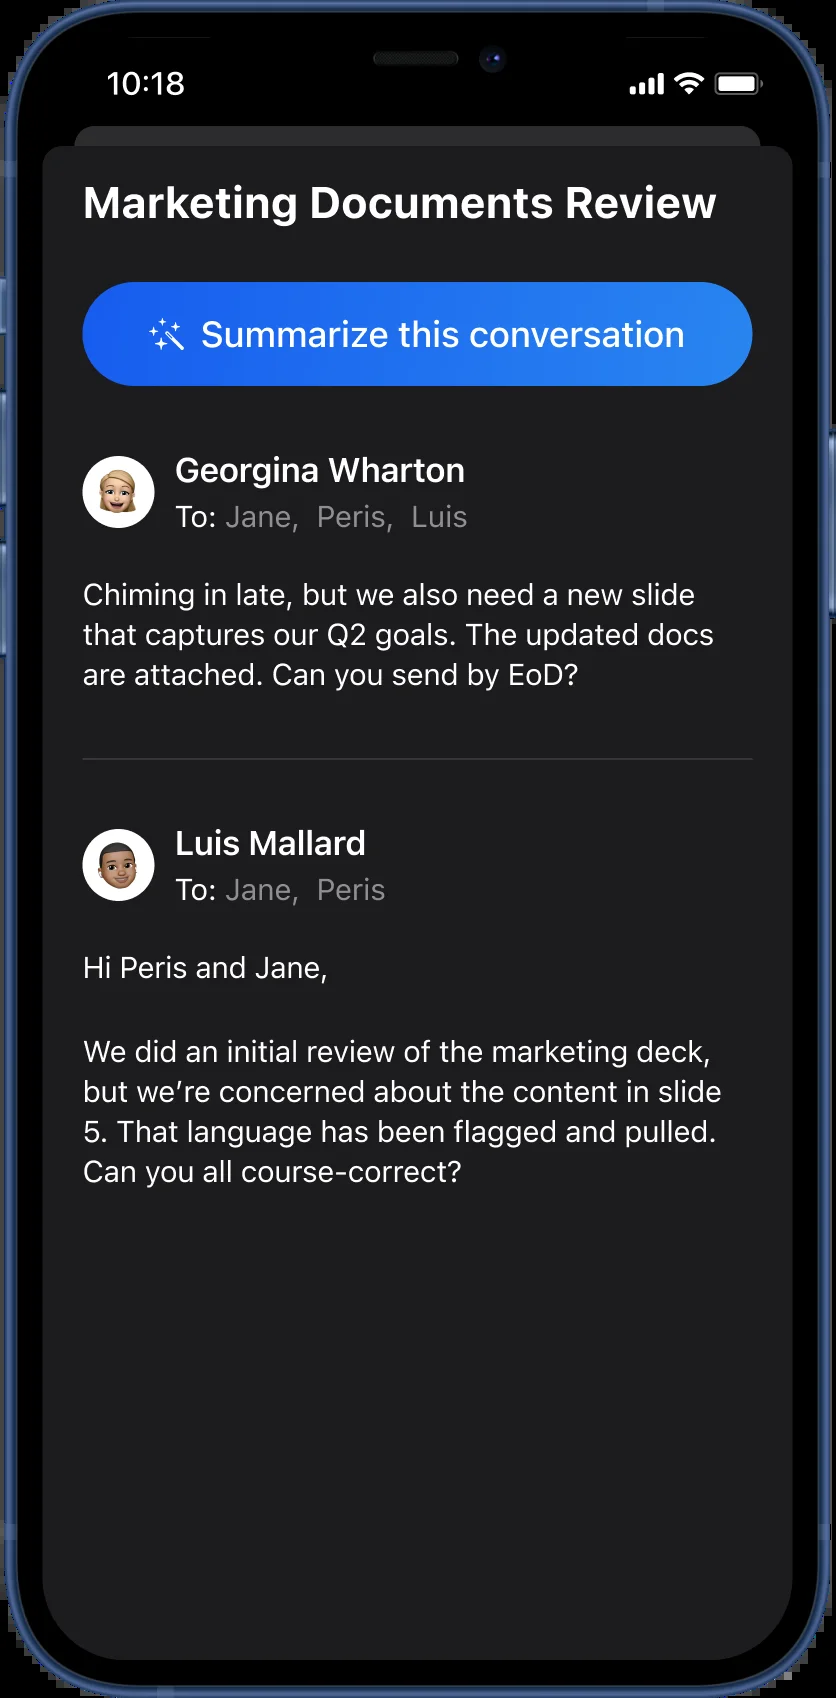 10:18
Marketing Documents Review
Summarize this conversation
Georgina Wharton
To: Jane, Peris, Luis
Chiming in late, but we also need a new slide
that captures our Q2 goals. The updated docs
are attached. Can you send by EoD?
Luis Mallard
To: Jane, Peris
Hi Peris and Jane,
We did an initial review of the marketing deck,
but we’re concerned about the content in slide
5. That language has been flagged and pulled.
Can you all course-correct?